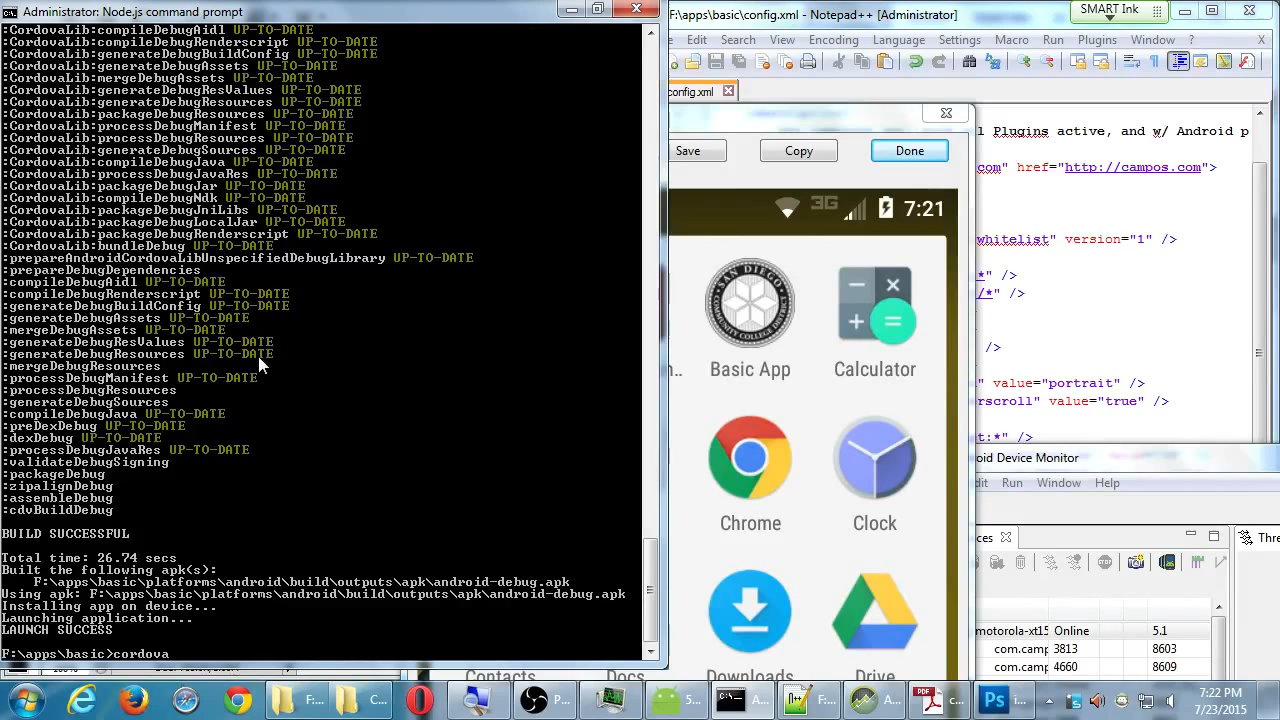 Administrator: Node.js command prompt
:CordovaLib:compileDebugAidl UP-TO-DATE
:CordovaLib:compileDebugRenderscript UP-TO-DATE
:CordovaLib:generateDebugBuildConfig UP-TO-DATE
:CordovaLib:generateDebugAssets UP-TO-DATE
:CordovaLib:mergeDebugAssets UP-TO-DATE
:CordovaLib:generateDebugResValues UP-TO-DATE
:CordovaLib:generateDebugResources UP-TO-DATE
:CordovaLib:packageDebugResources UP-TO-DATE
:CordovaLib:processDebugManifest UP-TO-DATE
:CordovaLib:processDebugResources UP-TO-DATE
:CordovaLib:generateDebugSources UP-TO-DATE
:CordovaLib:compileDebugJava UP-TO-DATE
:CordovaLib:processDebugJavaRes UP-TO-DATE
:CordovaLib:packageDebugJar UP-TO-DATE
:CordovaLib:compileDebugNdk UP-TO-DATE
:CordovaLib:packageDebugJniLibs UP-TO-DATE
:CordovaLib:packageDebugLocalJar UP-TO-DATE
:CordovaLib:packageDebugRenderscript UP-TO-DATE
:CordovaLib:bundleDebug UP-TO-DATE
:prepareAndroidCordovaLibUnspecifiedDebugLibrary UP-TO-DATE
:prepareDebugDependencies
:compileDebugAidl UP-TO-DATE
:compileDebugRenderscript UP-TO-DATE
:generateDebugBuildConfig UP-TO-DATE
:generateDebugAssets UP-TO-DATE
:mergeDebugAssets UP-TO-DATE
:generateDebugResValues UP-TO-DATE
:generateDebugResources UP-TO-DATE
:mergeDebugResources
:processDebugManifest UP-TO-DATE
:processDebugResources
:generateDebugSources
:compileDebugJava UP-TO-DATE
:preDexDebug UP-TO-DATE
:dexDebug UP-TO-DATE
:processDebugJavaRes UP-TO-DATE
:validateDebugSigning
:packageDebug
:zipalignDebug
:assembleDebug
:cdvBuildDebug
BUILD SUCCESSFUL
Total time: 26.74 secs
Built the following apk(s):
F:\apps\basic\platforms\android\build\outputs\apk\android-debug.apk
Using apk: F:\apps\basic\platforms\android\build\outputs\apk\android-debug.apk
Installing app on device...
Launching application...
LAUNCH SUCCESS
F:\apps\basic>cordova
F:\apps\basic\config.xml - Notepad++ [Administrator]
SMART Ink
Edit Search View Encoding Language Settings Macro Run Plugins Window ? X
config.xml
l Plugins active, and w/ Android p
com" href="http://campos.com">
whitelist" version="1" />
*" />
/*" />
/>
" value="portrait" />
rscroll" value="true" />
t:*" />
Save Copy Done
3G 7:21
SAN DIEGO
COMMUNITY COLLEGE DISTRICT
Basic App Calculator
Chrome Clock
Contacts Docs Downloads Drive
oid Device Monitor
Run Window Help
ces
Thre
motorola-xt15 Online 5.1
com.camp 3813 8603
com.camp 4660 8609
F:... C... P... 5... A... F:... A... PDF c... Ps i...
7:22 PM
7/23/2015